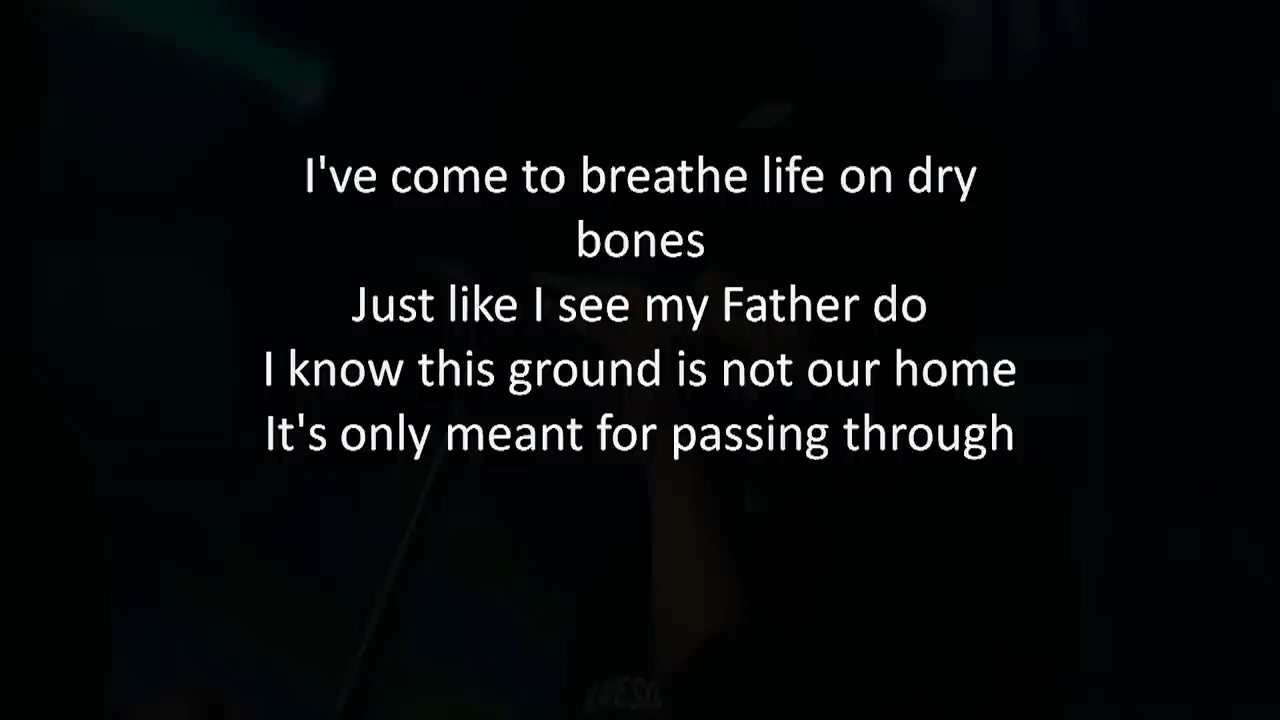 I've come to breathe life on dry
bones
Just like I see my Father do
I know this ground is not our home
It's only meant for passing through